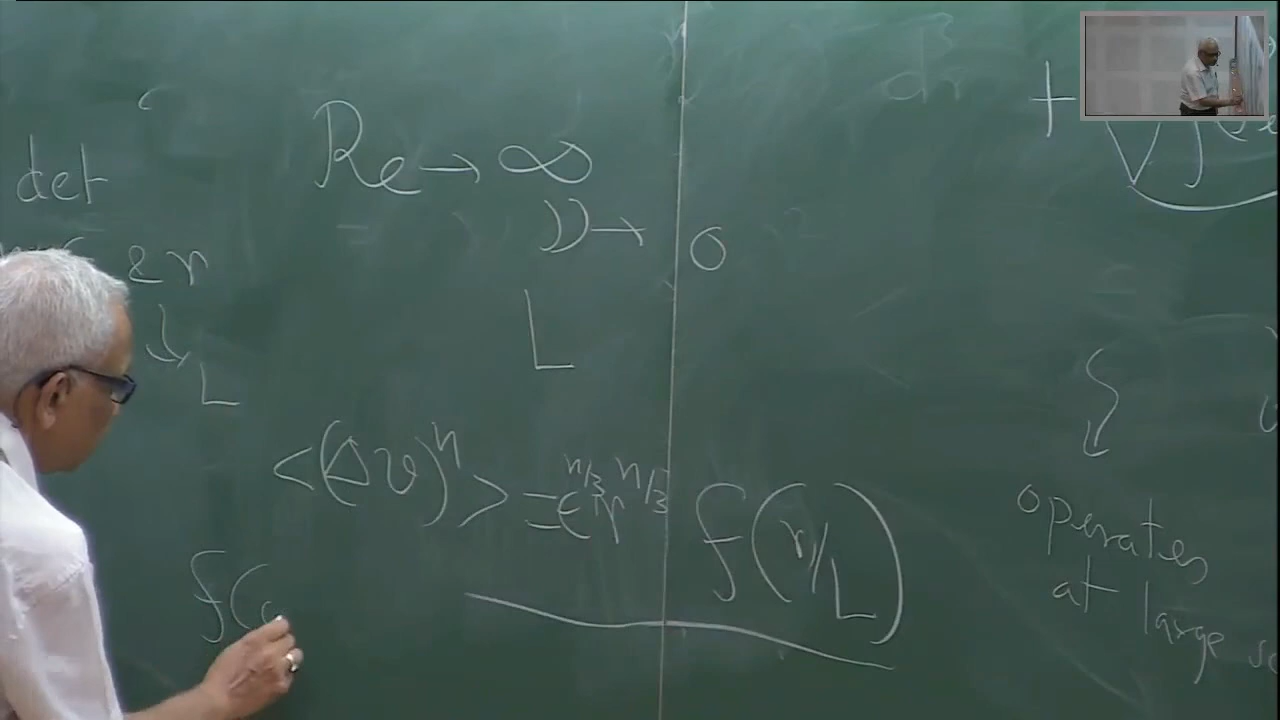 det
Re → ∞
ν → 0
& r
↓
L
L
<(Δv)^n> = ϵ^{n/3} r^{n/3} f(r/L)
f(
+
operates
at large